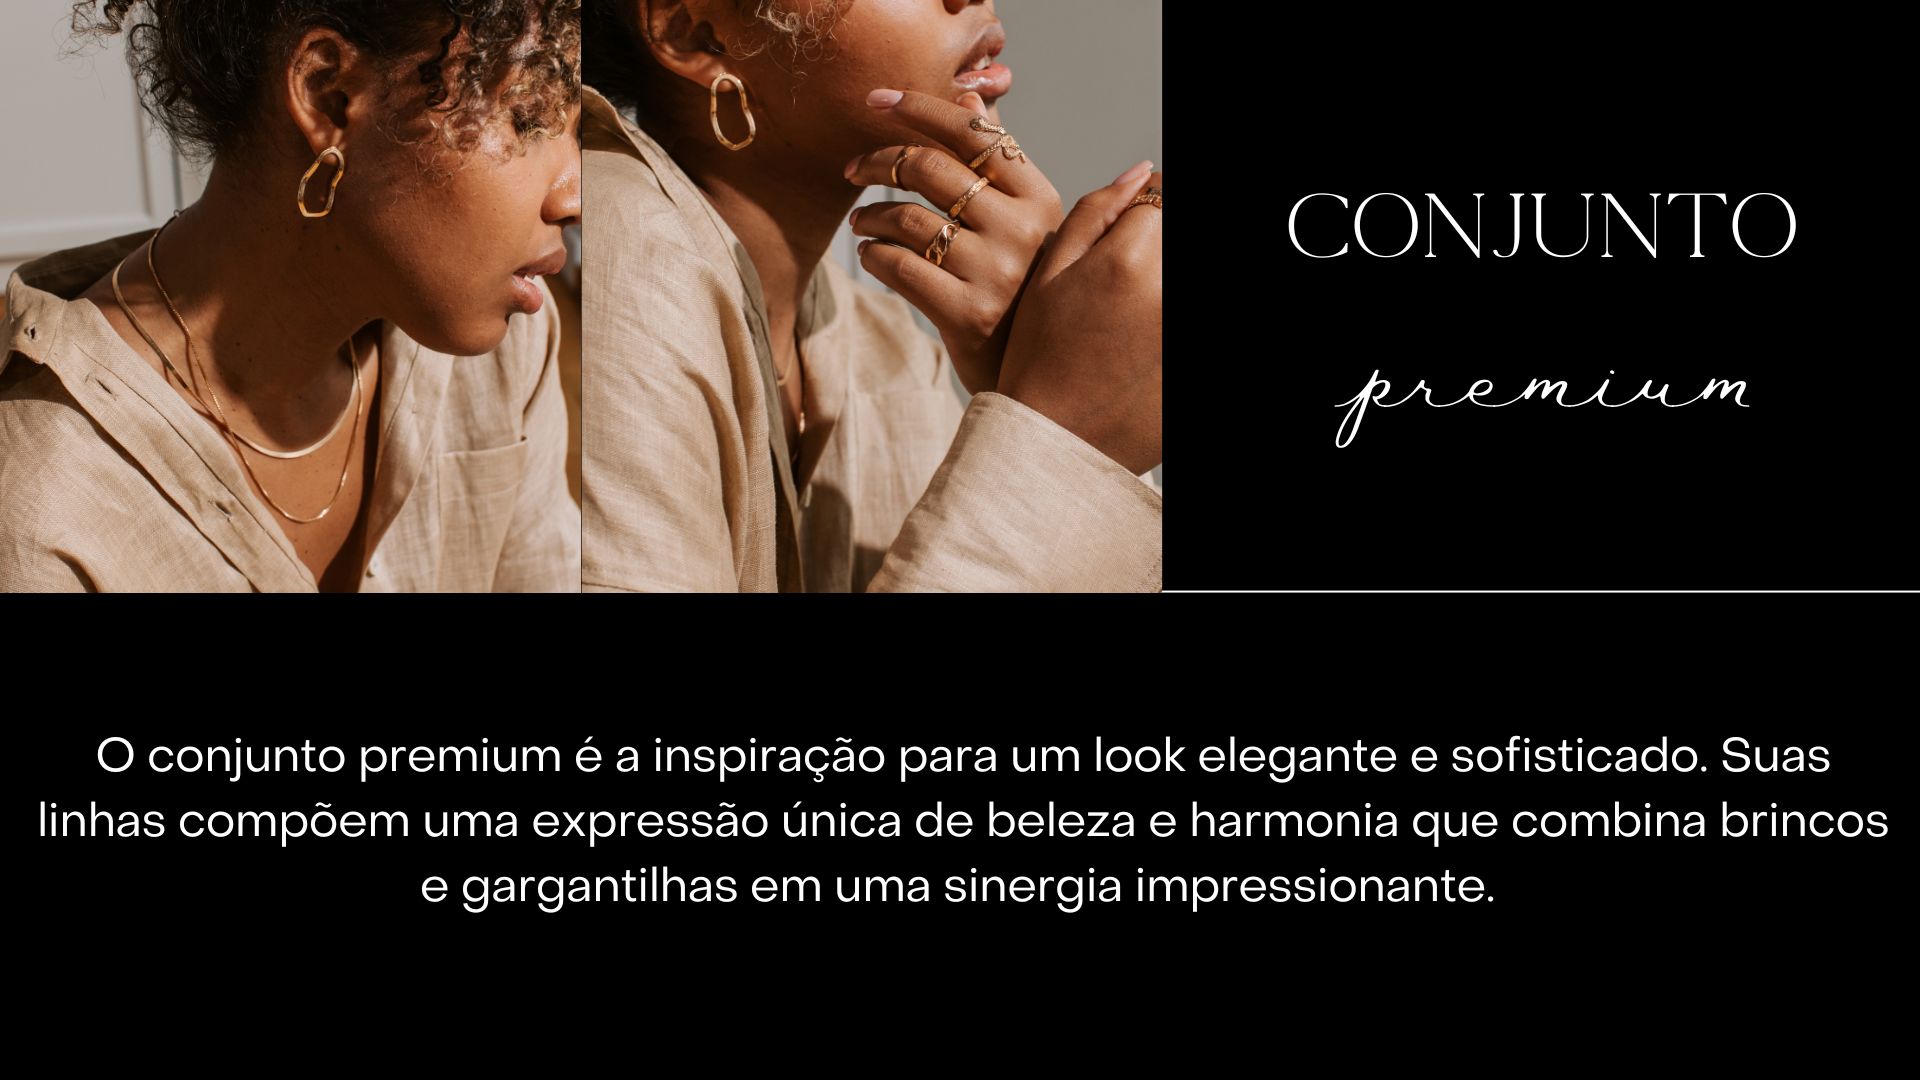 CONJUNTO
premium
O conjunto premium é a inspiração para um look elegante e sofisticado. Suas
linhas compõem uma expressão única de beleza e harmonia que combina brincos
e gargantilhas em uma sinergia impressionante.